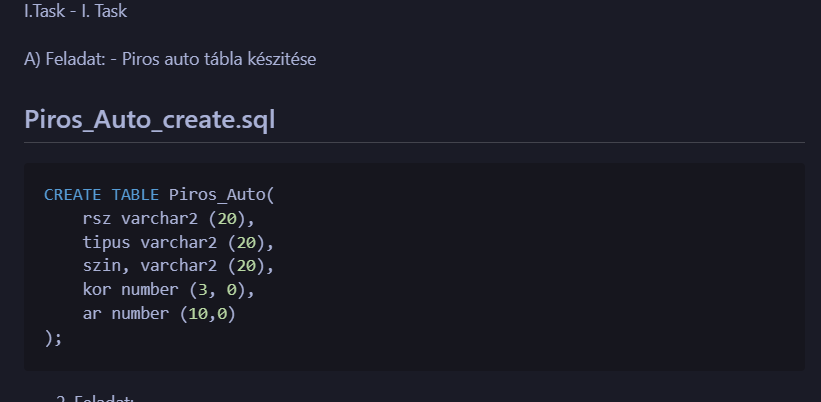 I.Task - I. Task
A) Feladat: - Piros auto tábla készitése
Piros_Auto_create.sql
CREATE TABLE Piros_Auto(
    rsz varchar2 (20),
    tipus varchar2 (20),
    szin, varchar2 (20),
    kor number (3, 0),
    ar number (10,0)
);
2. Feladat: